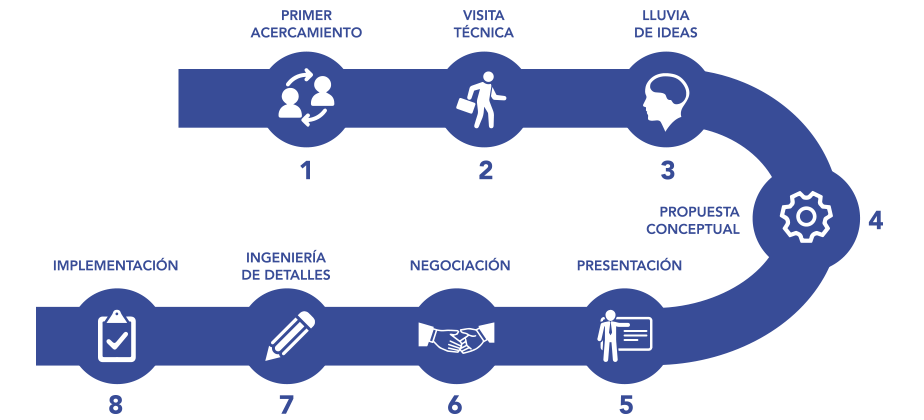 PRIMER
ACERCAMIENTO
1
VISITA
TÉCNICA
2
LLUVIA
DE IDEAS
3
PROPUESTA
CONCEPTUAL
4
PRESENTACIÓN
5
NEGOCIACIÓN
6
INGENIERÍA
DE DETALLES
7
IMPLEMENTACIÓN
8